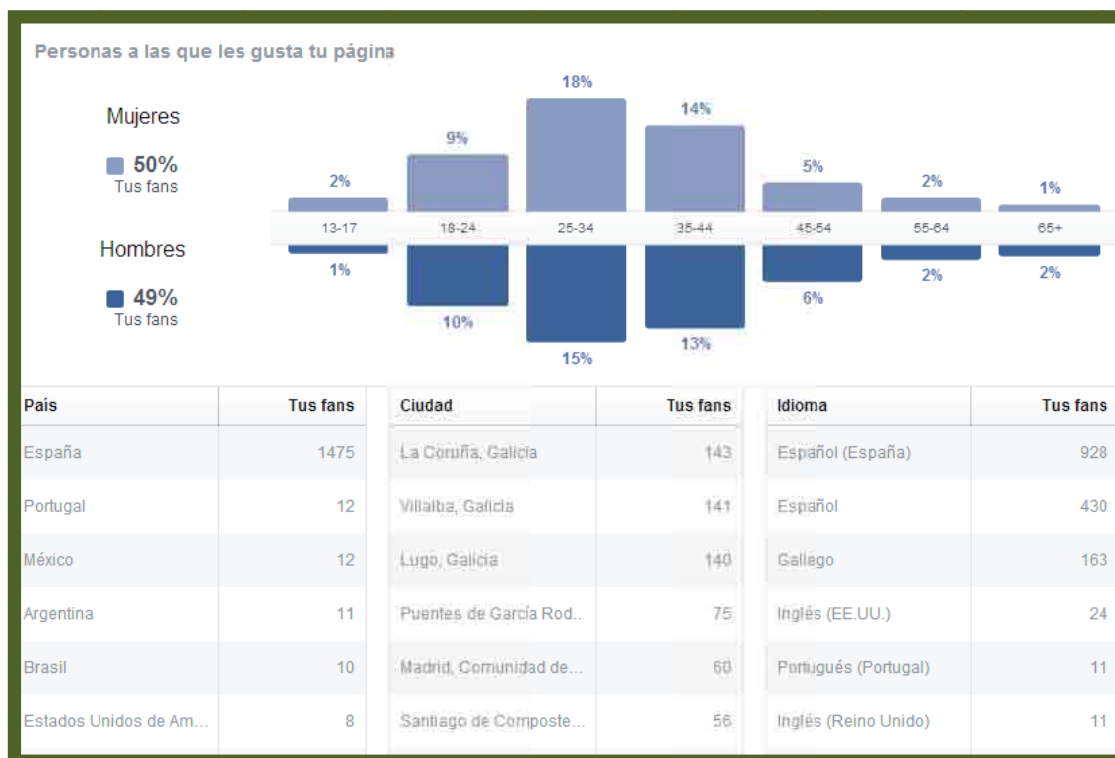 Personas a las que les gusta tu página
Mujeres
50%
Tus fans
Hombres
49%
Tus fans
2% 9% 18% 14% 5% 2% 1%
13-17 18-24 25-34 35-44 45-54 55-64 65+
1% 10% 15% 13% 6% 2% 2%
País Tus fans Ciudad Tus fans Idioma Tus fans
España 1475 La Coruña, Galicia 143 Español (España) 928
Portugal 12 Villalba, Galicia 141 Español 430
México 12 Lugo, Galicia 140 Gallego 163
Argentina 11 Puentes de García Rod... 75 Inglés (EE.UU.) 24
Brasil 10 Madrid, Comunidad de... 60 Portugués (Portugal) 11
Estados Unidos de Am... 8 Santiago de Composte... 56 Inglés (Reino Unido) 11